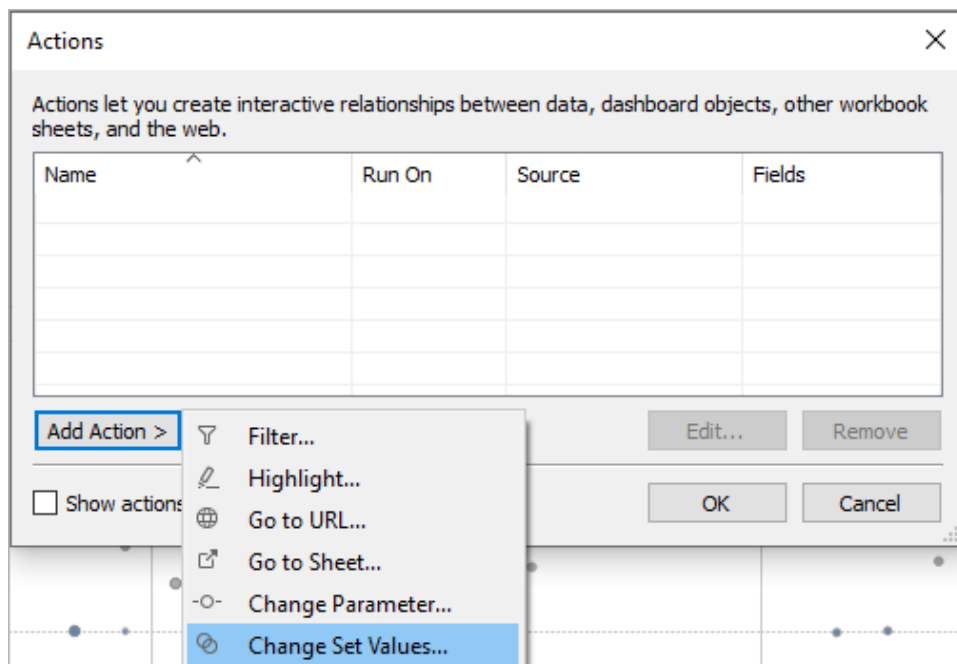 Actions
Actions let you create interactive relationships between data, dashboard objects, other workbook
sheets, and the web.
Name Run On Source Fields
Add Action > Edit... Remove
Filter...
Highlight...
Show actions OK Cancel
Go to URL...
Go to Sheet...
Change Parameter...
Change Set Values...